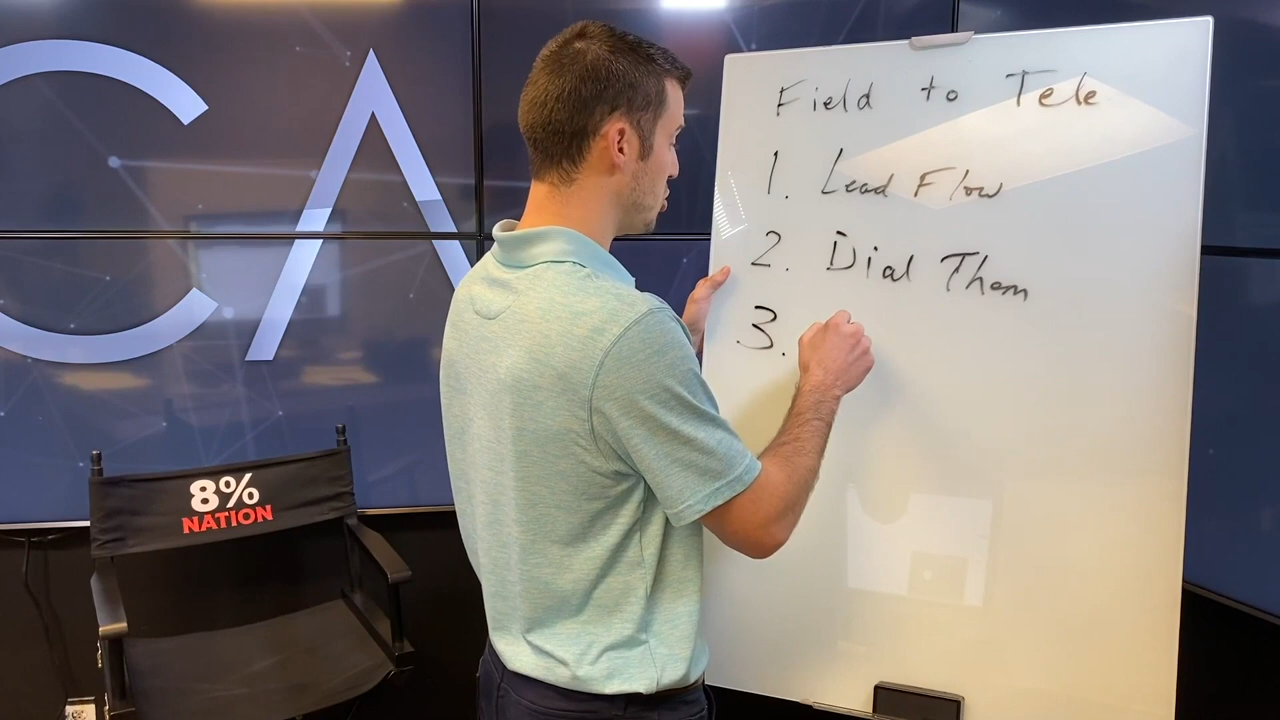 CA
Field to Tele
1. Lead Flow
2. Dial Them
3.
8%
NATION